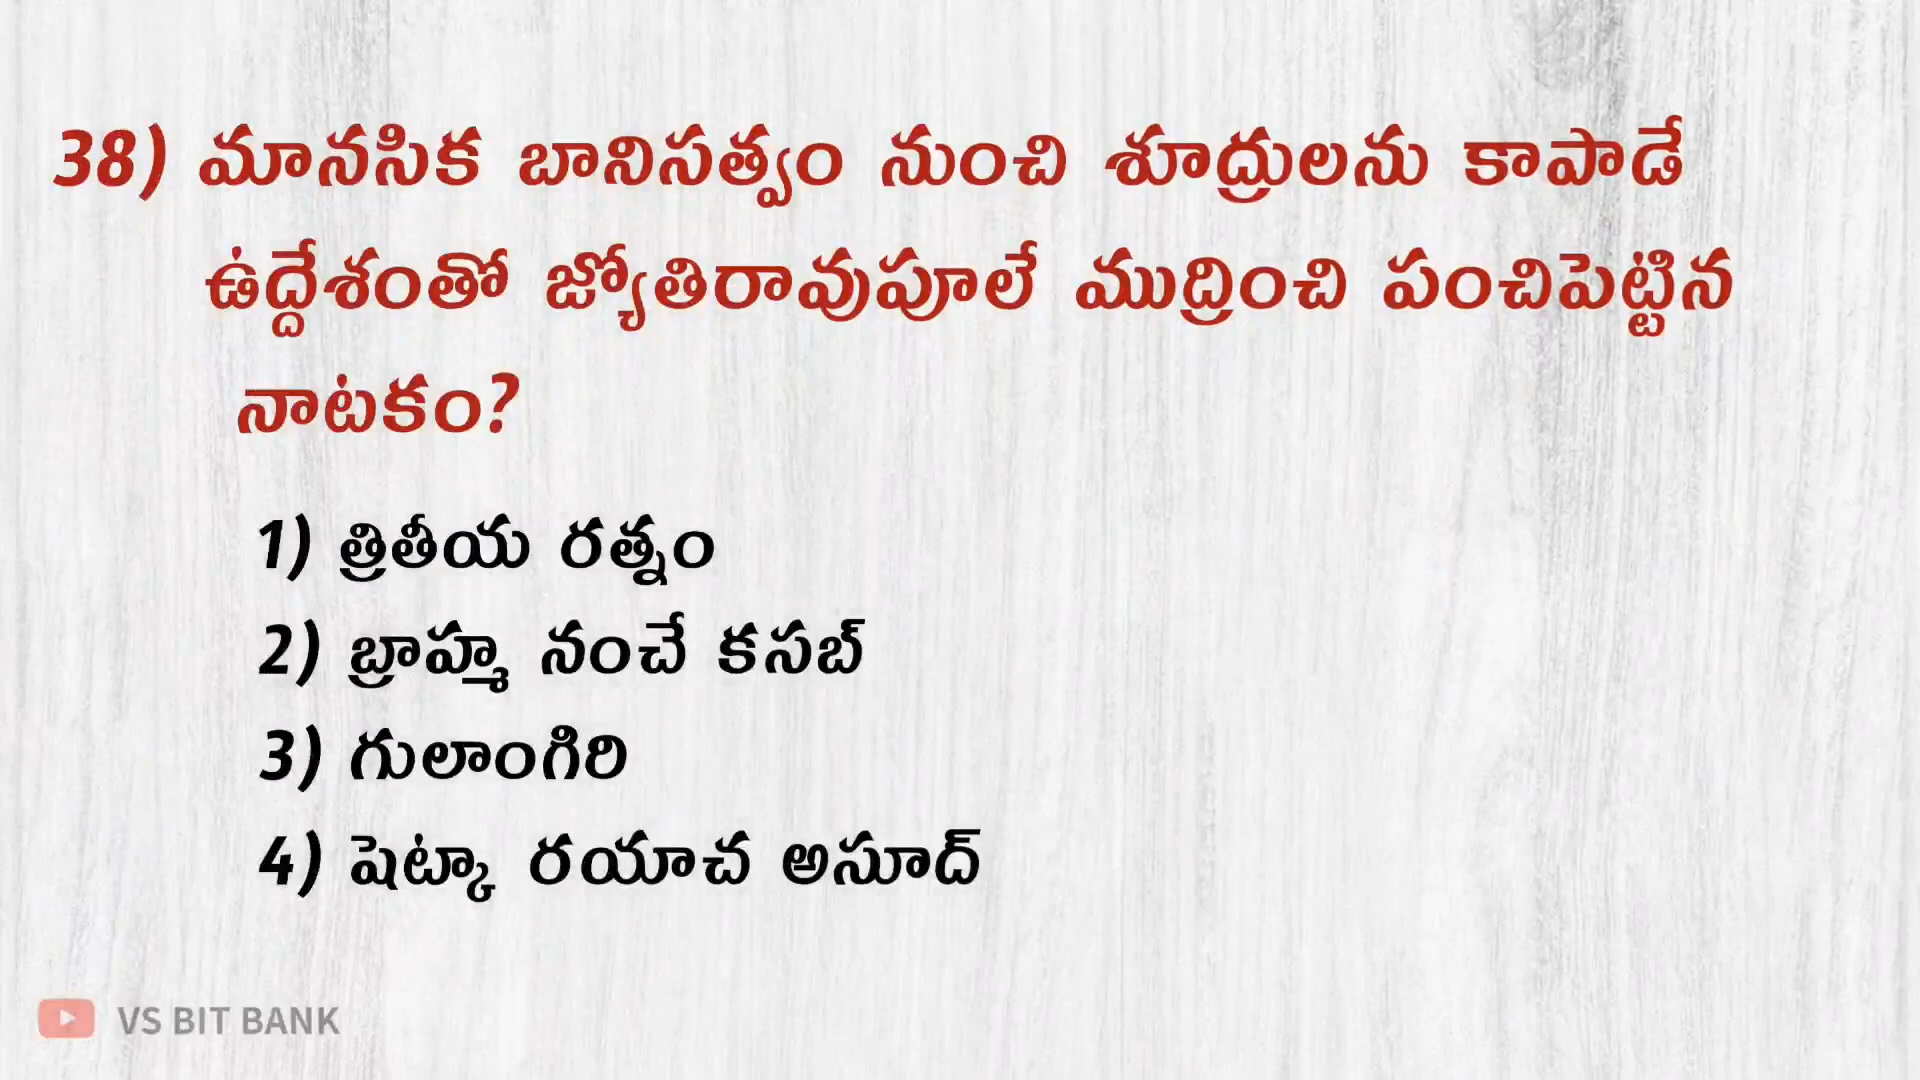 38) మానసిక బానిసత్వం నుంచి శూద్రులను కాపాడే
ఉద్దేశంతో జ్యోతిరావుపూలే ముద్రించి పంచిపెట్టిన
నాటకం?
1) త్రితీయ రత్నం
2) బ్రాహ్మ నంచే కసబ్
3) గులాంగిరి
4) షెట్కా రయాచ అసూద్
VS BIT BANK